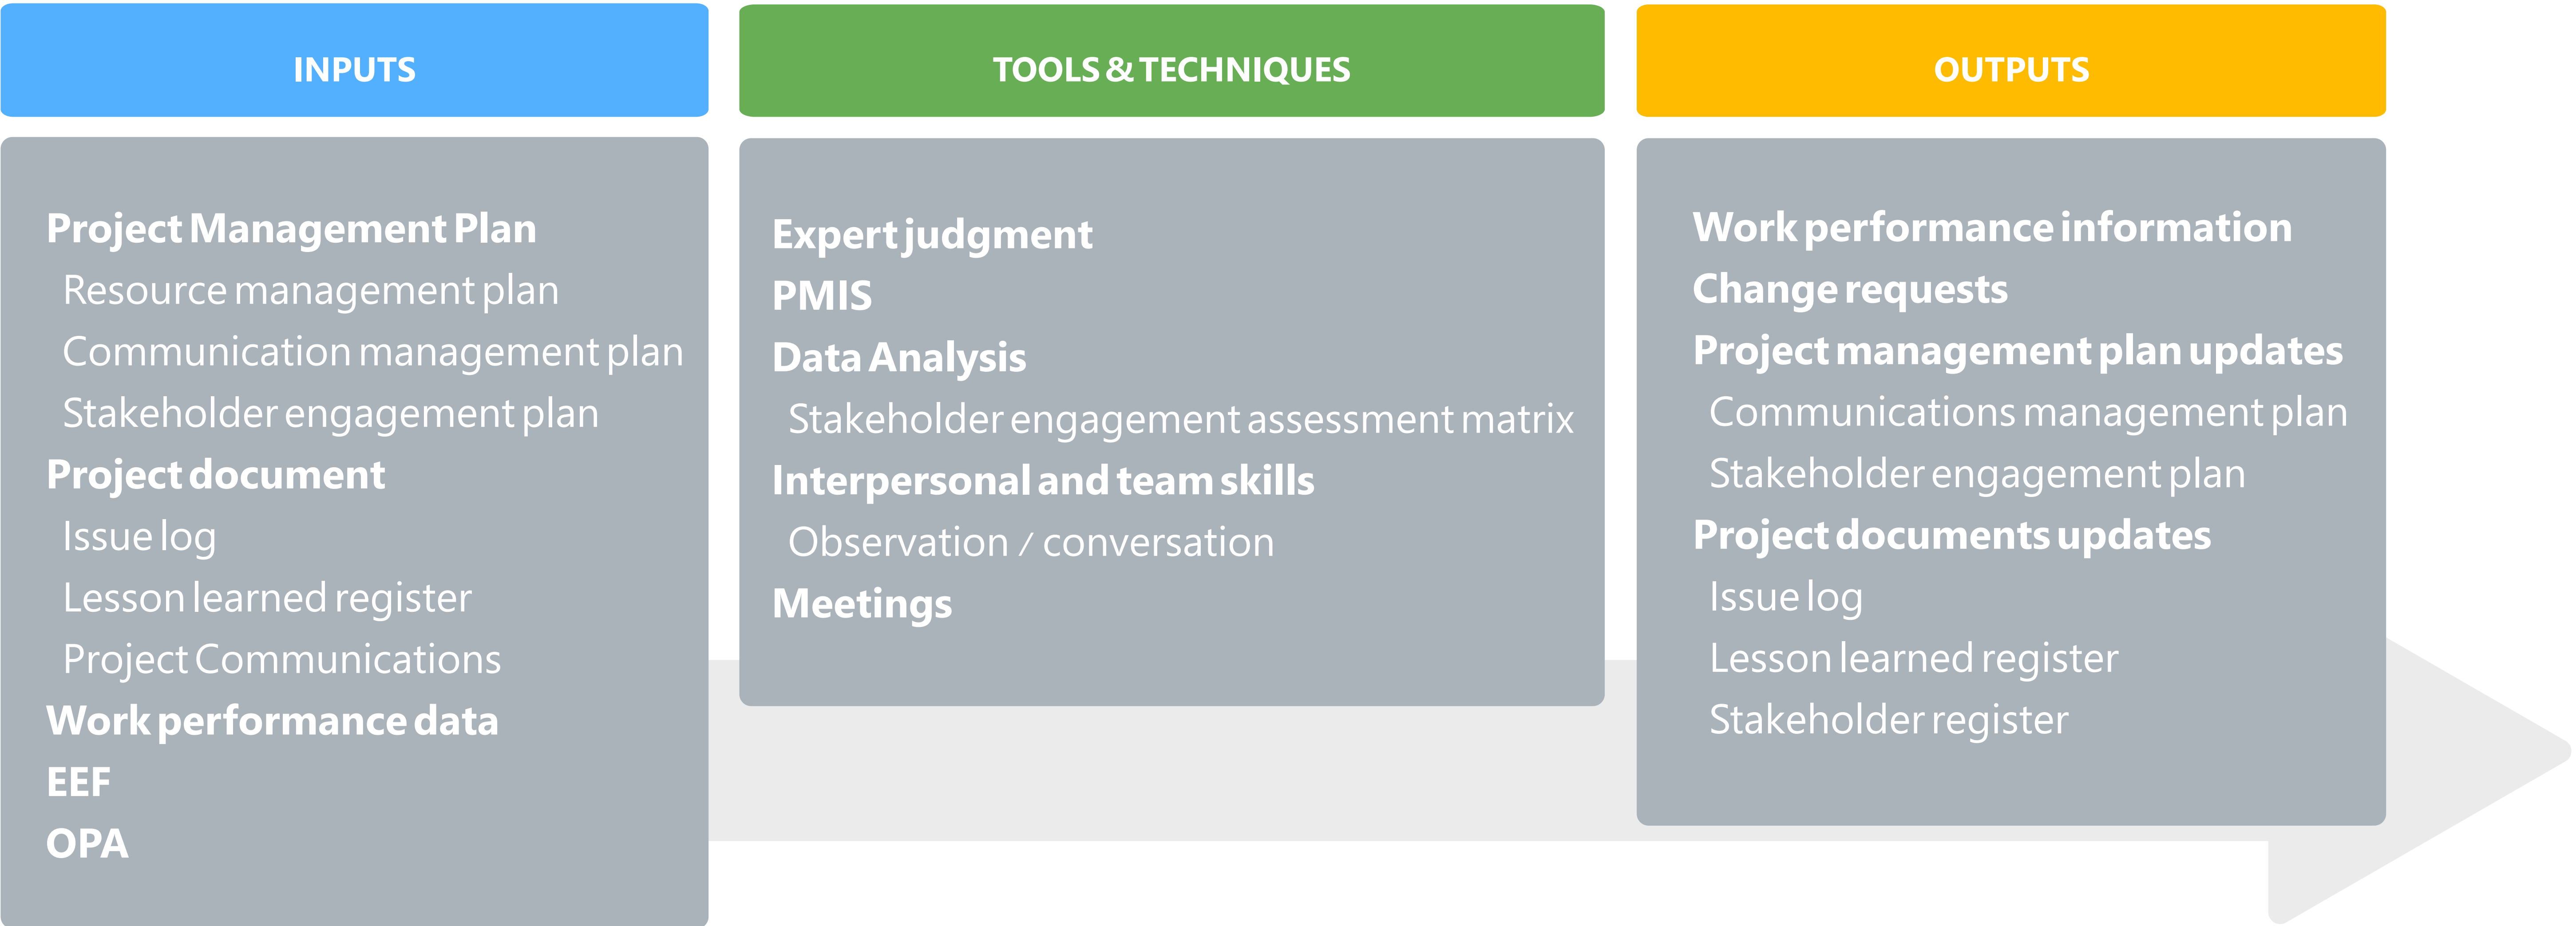 INPUTS
Project Management Plan
Resource management plan
Communication management plan
Stakeholder engagement plan
Project document
Issue log
Lesson learned register
Project Communications
Work performance data
EEF
OPA
TOOLS & TECHNIQUES
Expert judgment
PMIS
Data Analysis
Stakeholder engagement assessment matrix
Interpersonal and team skills
Observation / conversation
Meetings
OUTPUTS
Work performance information
Change requests
Project management plan updates
Communications management plan
Stakeholder engagement plan
Project documents updates
Issue log
Lesson learned register
Stakeholder register